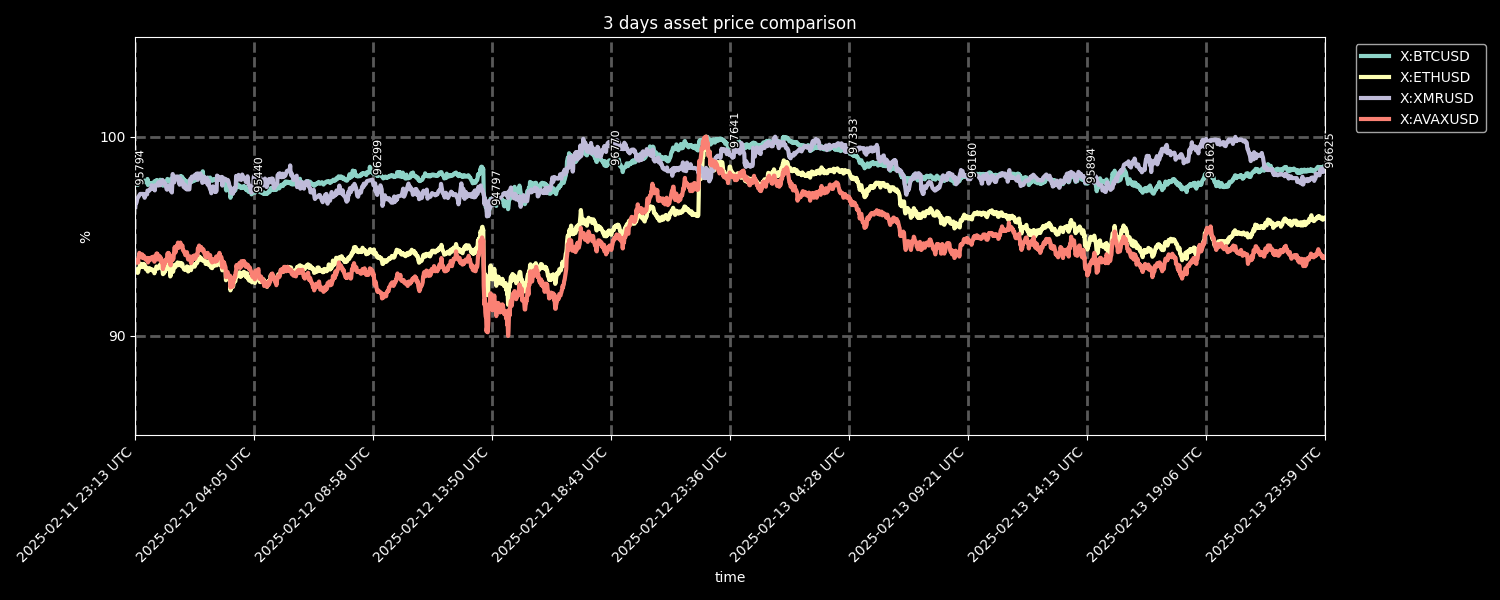 3 days asset price comparison
X:BTCUSD
X:ETHUSD
X:XMRUSD
X:AVAXUSD
100
90
%
95794
95440
96299
94797
96770
97641
97353
96160
95894
96162
96625
2025-02-11 23:13 UTC
2025-02-12 04:05 UTC
2025-02-12 08:58 UTC
2025-02-12 13:50 UTC
2025-02-12 18:43 UTC
2025-02-12 23:36 UTC
2025-02-13 04:28 UTC
2025-02-13 09:21 UTC
2025-02-13 14:13 UTC
2025-02-13 19:06 UTC
2025-02-13 23:59 UTC
time